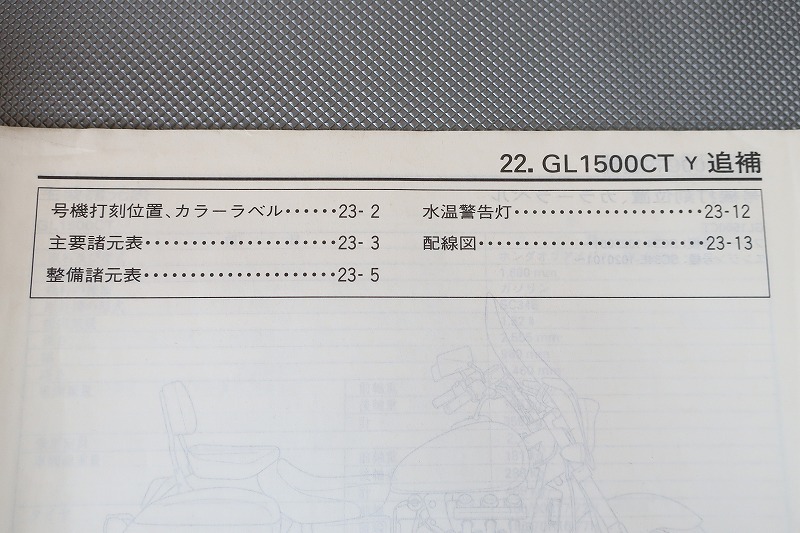 22. GL1500CT Y 追補
号機打刻位置、カラーラベル······23- 2
主要諸元表························23- 3
整備諸元表························23- 5
水温警告灯·······················23-12
配線図···························23-13